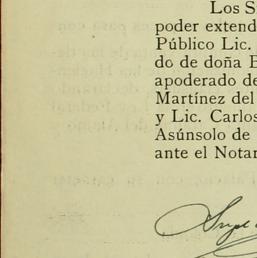 Los S
poder extend
Público Lic.
do de doña
apoderado de
Martínez del
y Lic. Carlos
Asúnsolo de
ante el Notar